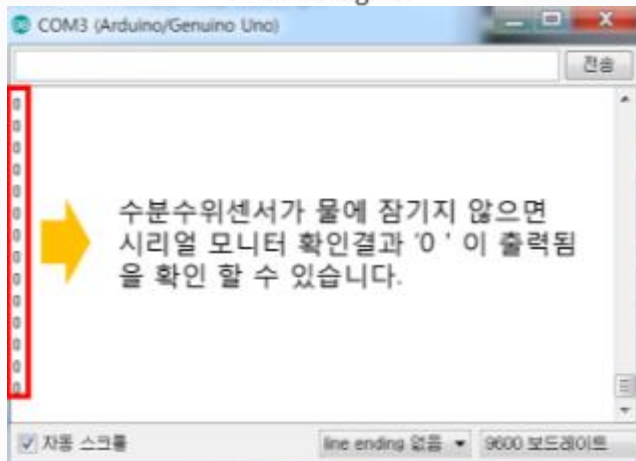 COM3 (Arduino/Genuino Uno)
전송
0
0
0
0
0
0
0
0
0
0
0
0
0
0
수분수위센서가 물에 잠기지 않으면
시리얼 모니터 확인결과 '0 ' 이 출력됨
을 확인 할 수 있습니다.
자동 스크롤
line ending 없음
9600 보드레이트